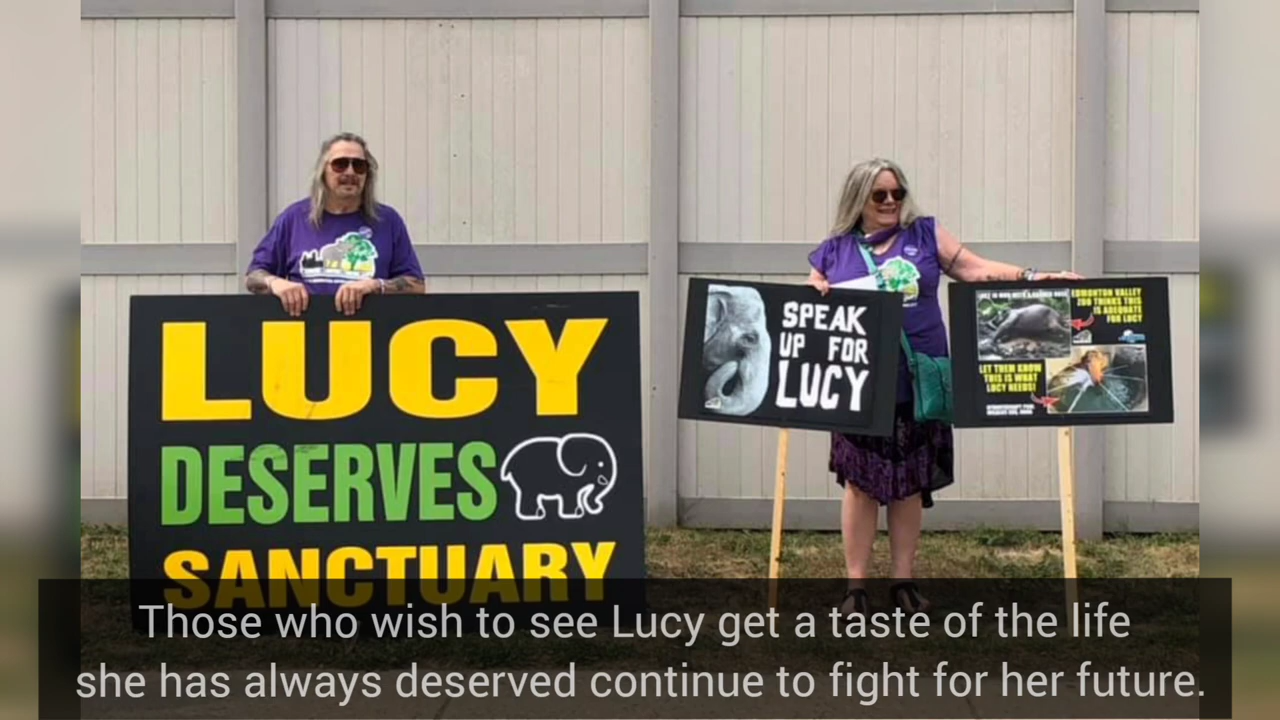 LUCY
DESERVES
SANCTUARY
SPEAK
UP FOR
LUCY
EDMONTON VALLEY
ZOO THINKS THIS
IS ADEQUATE
FOR LUCY
LET THEM KNOW
THIS IS WHAT
LUCY NEEDS!
Those who wish to see Lucy get a taste of the life
she has always deserved continue to fight for her future.